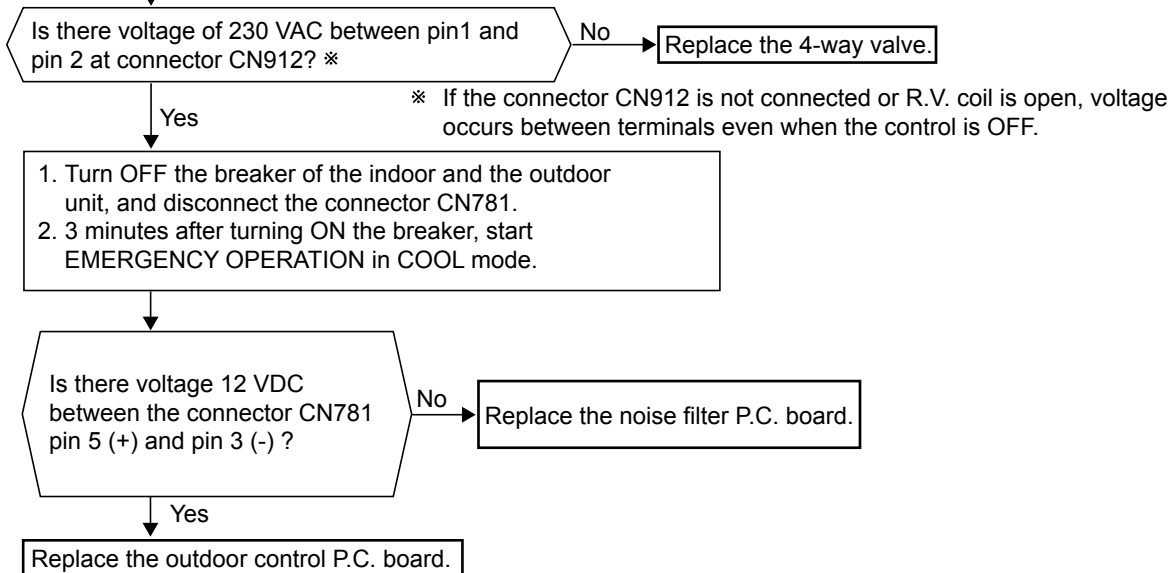 Is there voltage of 230 VAC between pin1 and
pin 2 at connector CN912? ※
No
Replace the 4-way valve.
※ If the connector CN912 is not connected or R.V. coil is open, voltage
occurs between terminals even when the control is OFF.
Yes
1. Turn OFF the breaker of the indoor and the outdoor
unit, and disconnect the connector CN781.
2. 3 minutes after turning ON the breaker, start
EMERGENCY OPERATION in COOL mode.
Is there voltage 12 VDC
between the connector CN781
pin 5 (+) and pin 3 (-) ?
No
Replace the noise filter P.C. board.
Yes
Replace the outdoor control P.C. board.